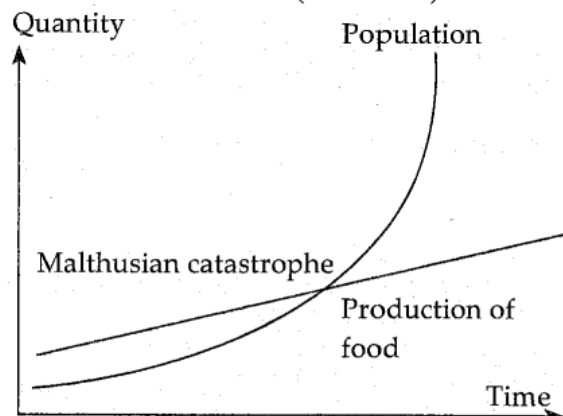 Quantity
Population
Malthusian catastrophe
Production of
food
Time